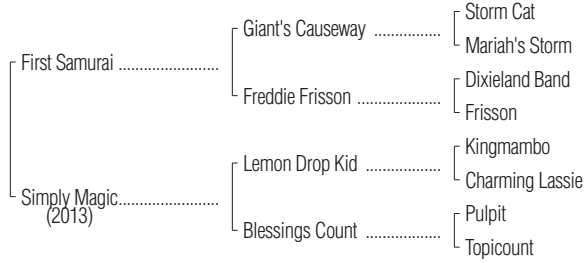 Storm Cat
Giant's Causeway ..................
Mariah's Storm
First Samurai .......................
Dixieland Band
Freddie Frisson ...................
Frisson
Kingmambo
Lemon Drop Kid .................
Charming Lassie
Simply Magic.......................
(2013)
Pulpit
Blessings Count .................
Topicount